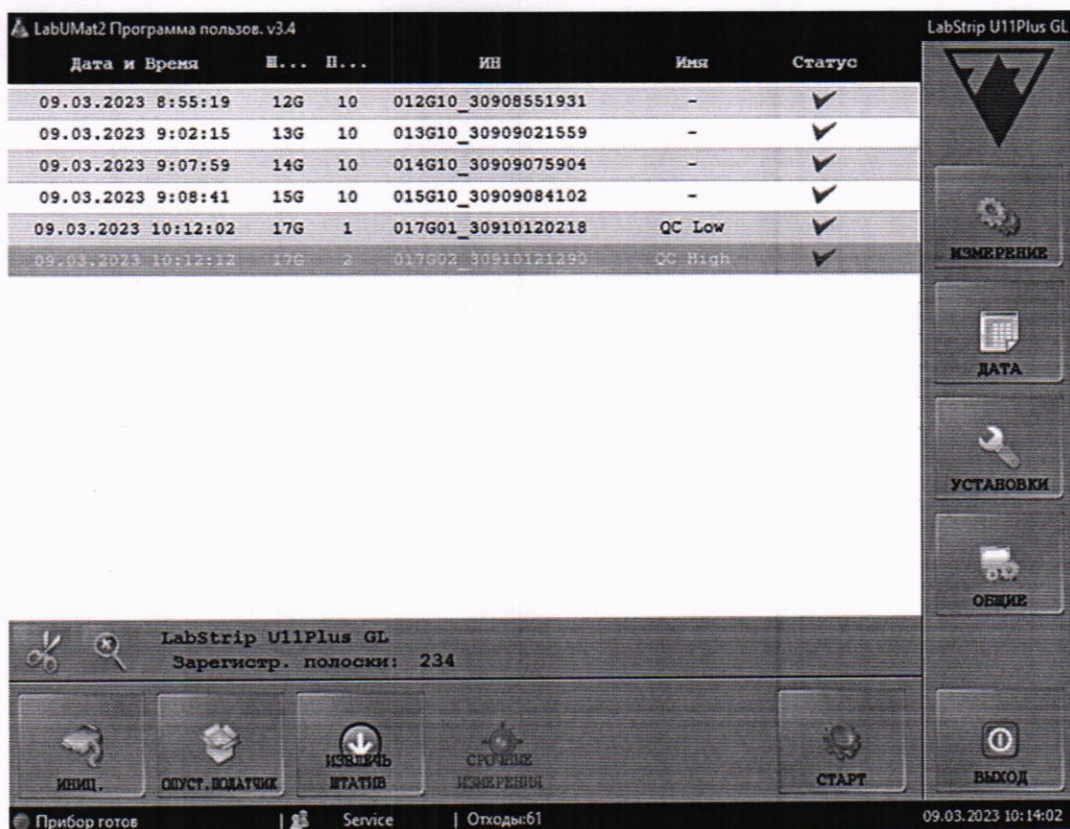 LabUMat2 Программа пользов. v3.4 LabStrip U11Plus GL
Дата и Время Ш... П... ИН Имя Статус
09.03.2023 8:55:19 12G 10 012G10_30908551931 -
09.03.2023 9:02:15 13G 10 013G10_30909021559 -
09.03.2023 9:07:59 14G 10 014G10_30909075904 -
09.03.2023 9:08:41 15G 10 015G10_30909084102 -
09.03.2023 10:12:02 17G 1 017G01_30910120218 QC Low
09.03.2023 10:12:12 17G 2 017G02_30910121290 QC High
ИЗМЕРЕНИЕ
ДАТА
УСТАНОВКИ
ОБЩИЕ
LabStrip U11Plus GL
Зарегистр. полоски: 234
ИНИЦ.
ОПУСТ.ПОДАТЧИК
ИЗВЛЕЧЬ
ШТАТИВ
СРОЧНЫЕ
ИЗМЕРЕНИЯ
СТАРТ
ВЫХОД
Прибор готов | Service | Отходы:61 09.03.2023 10:14:02